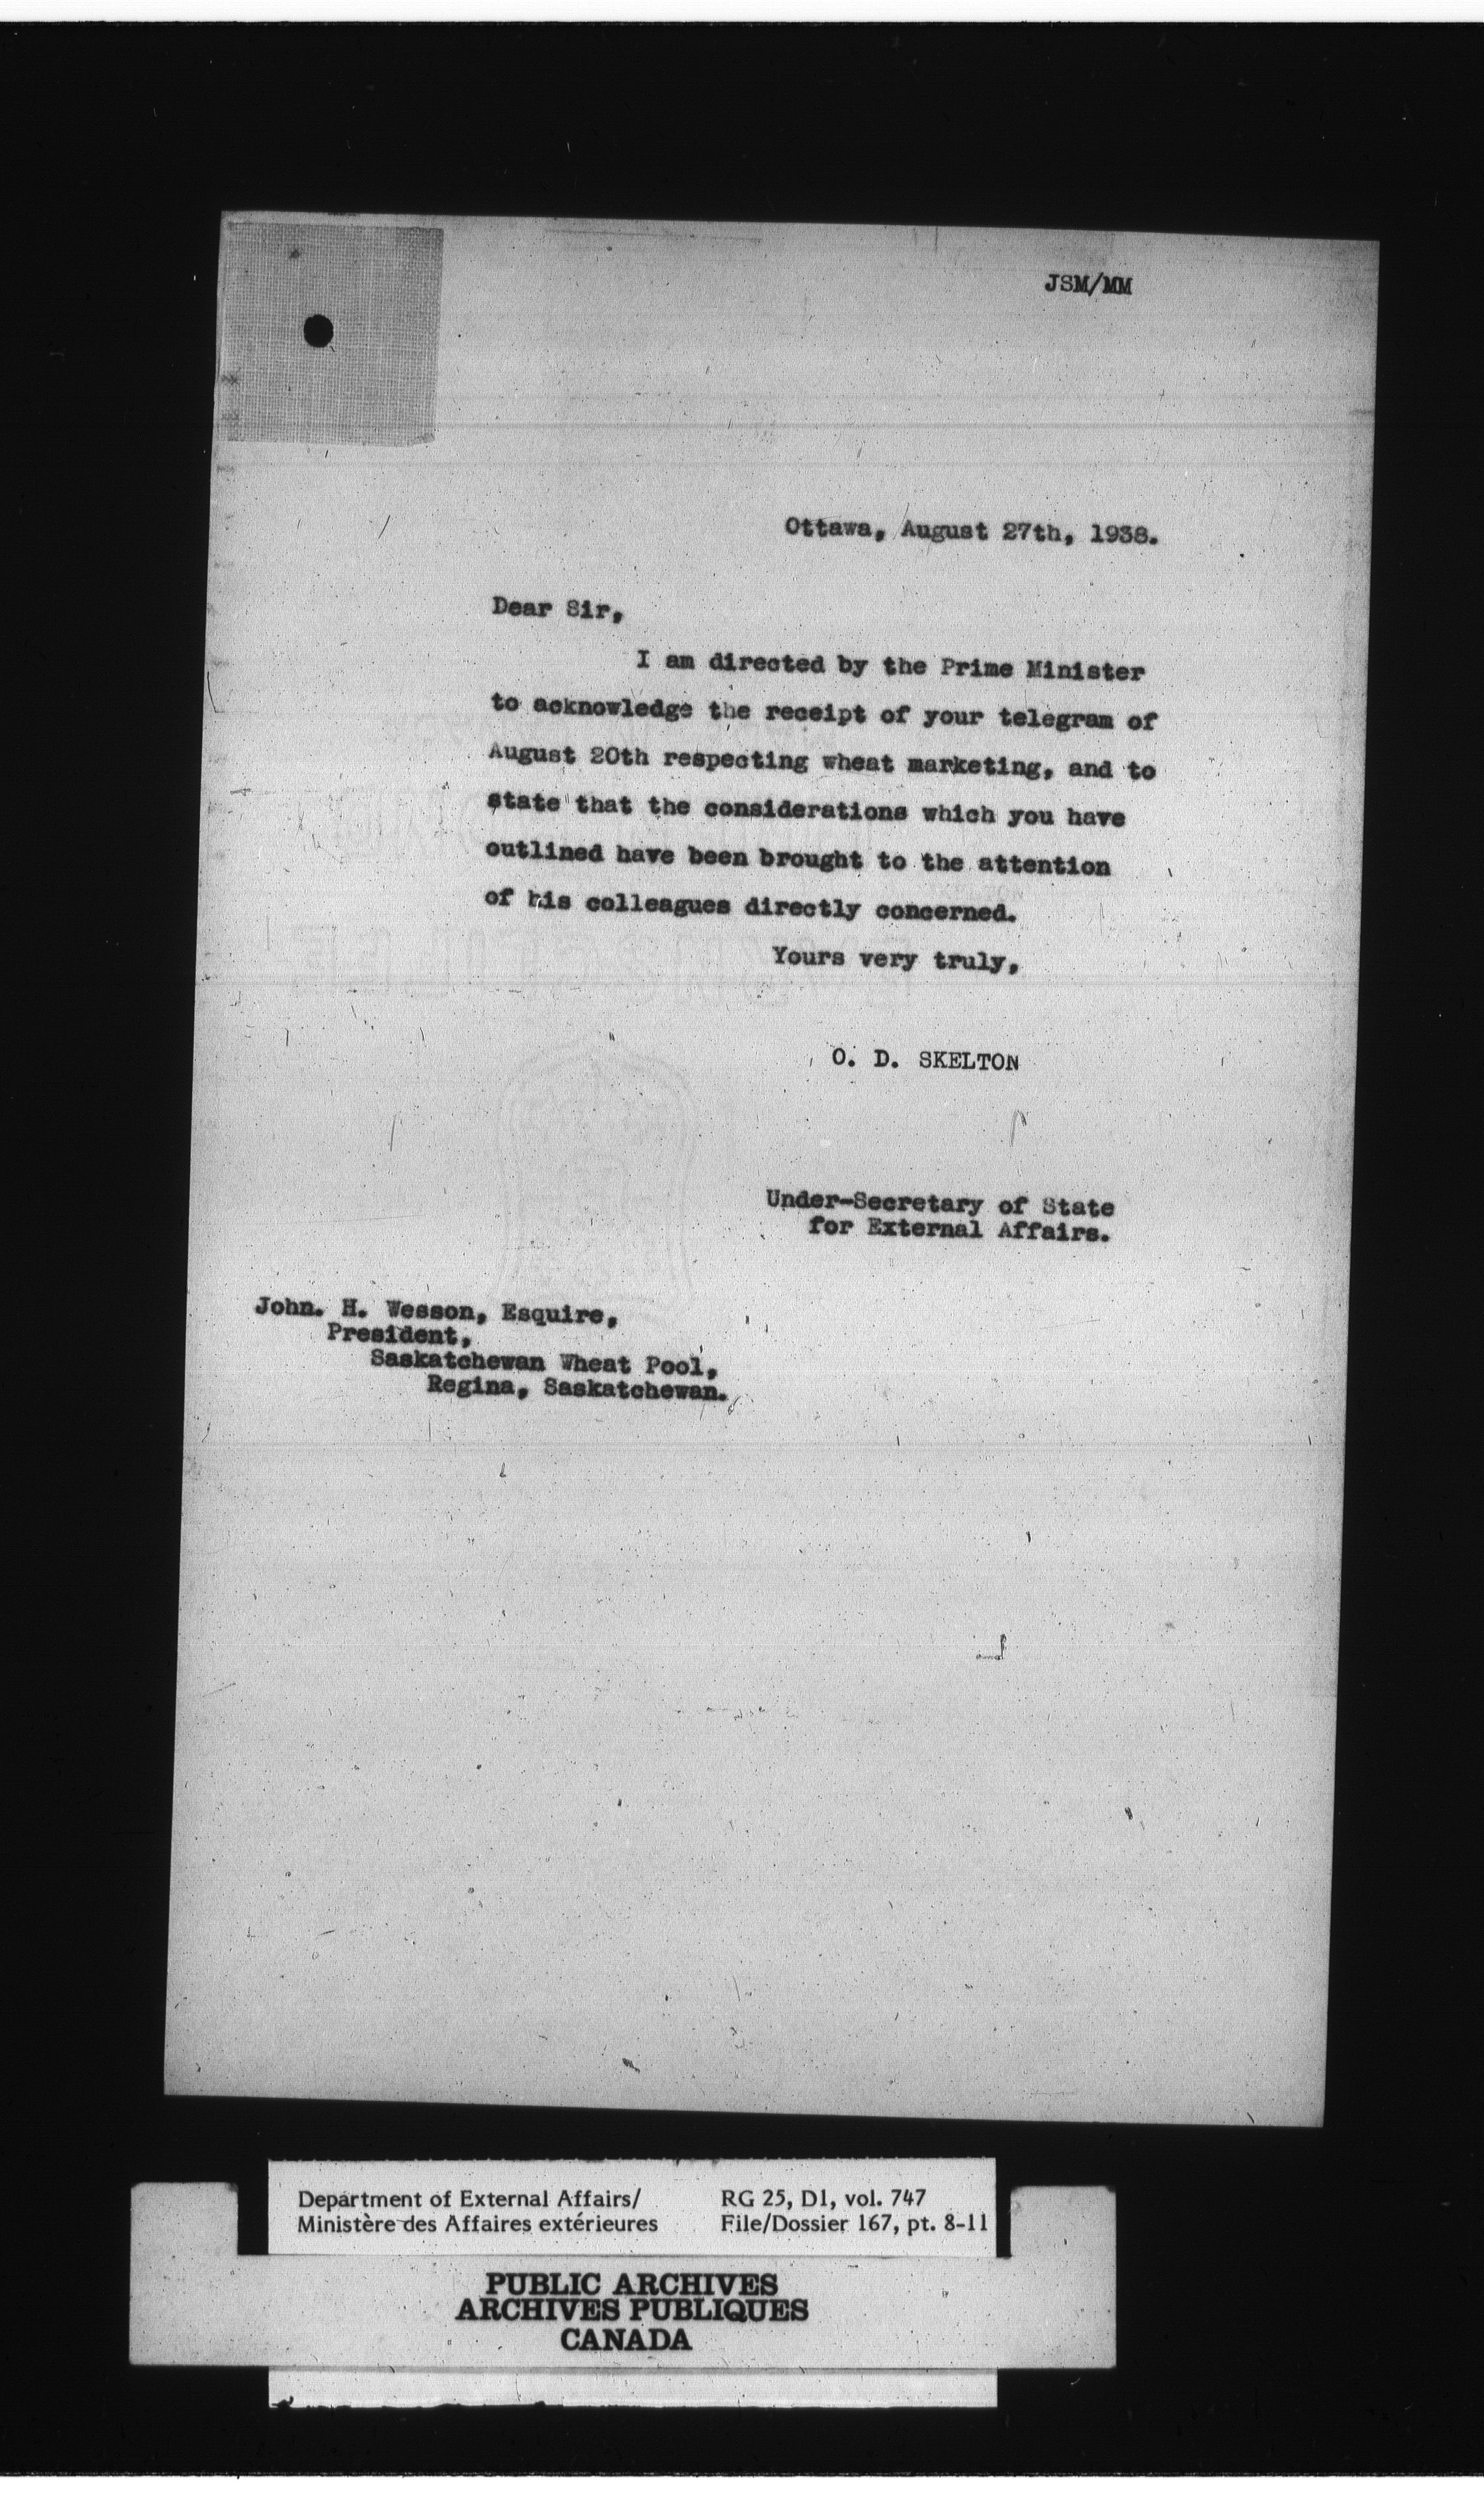 JSM/MM
Ottawa, August 27th, 1938.
Dear Sir,
I am directed by the Prime Minister
to acknowledge the receipt of your telegram of
August 20th respecting wheat marketing, and to
state that the considerations which you have
outlined have been brought to the attention
of his colleagues directly concerned.
Yours very truly,
O. D. SKELTON
Under-Secretary of State
for External Affairs.
John. H. Wesson, Esquire,
President,
Saskatchewan Wheat Pool,
Regina, Saskatchewan.
Department of External Affairs/
Ministère des Affaires extérieures
RG 25, D1, vol. 747
File/Dossier 167, pt. 8-11
PUBLIC ARCHIVES
ARCHIVES PUBLIQUES
CANADA